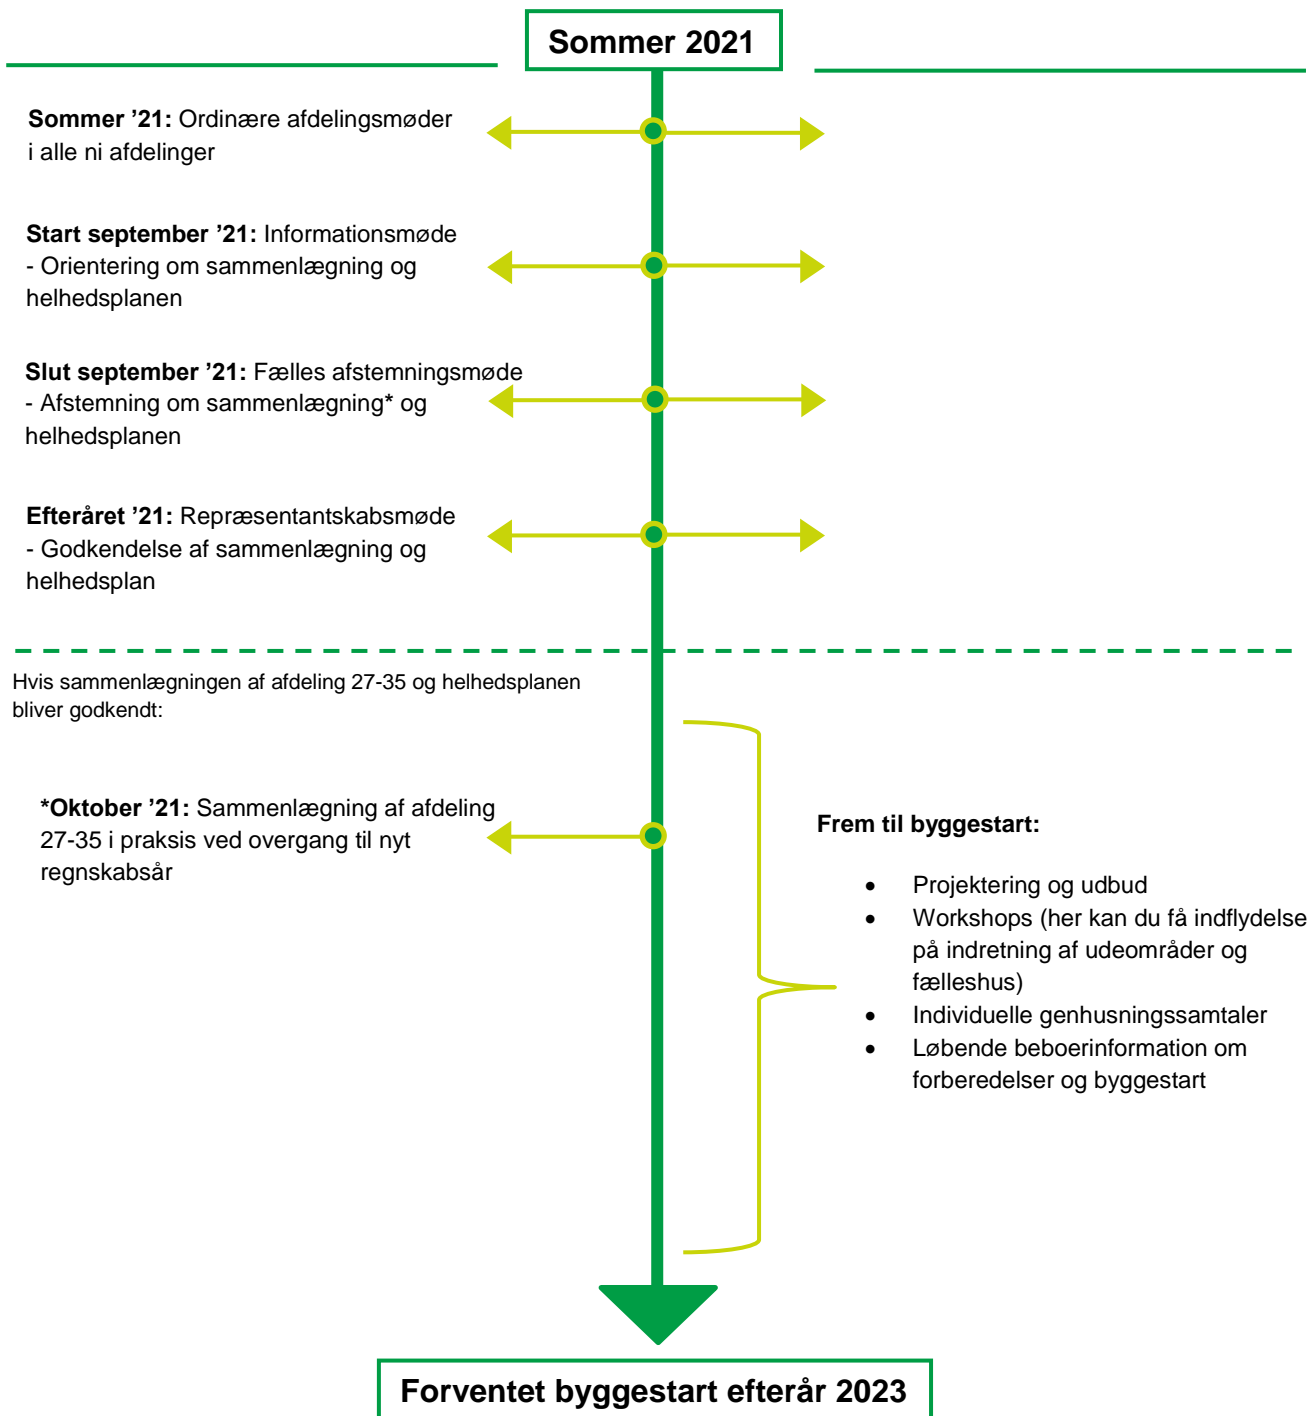 Sommer 2021
Sommer ’21: Ordinære afdelingsmøder
i alle ni afdelinger
Start september ’21: Informationsmøde
- Orientering om sammenlægning og
helhedsplanen
Slut september ’21: Fælles afstemningsmøde
- Afstemning om sammenlægning* og
helhedsplanen
Efteråret ’21: Repræsentantskabsmøde
- Godkendelse af sammenlægning og
helhedsplan
Hvis sammenlægningen af afdeling 27-35 og helhedsplanen
bliver godkendt:
*Oktober ’21: Sammenlægning af afdeling
27-35 i praksis ved overgang til nyt
regnskabsår
Frem til byggestart:
• Projektering og udbud
• Workshops (her kan du få indflydelse
på indretning af udeområder og
fælleshus)
• Individuelle genhusningssamtaler
• Løbende beboerinformation om
forberedelser og byggestart
Forventet byggestart efterår 2023